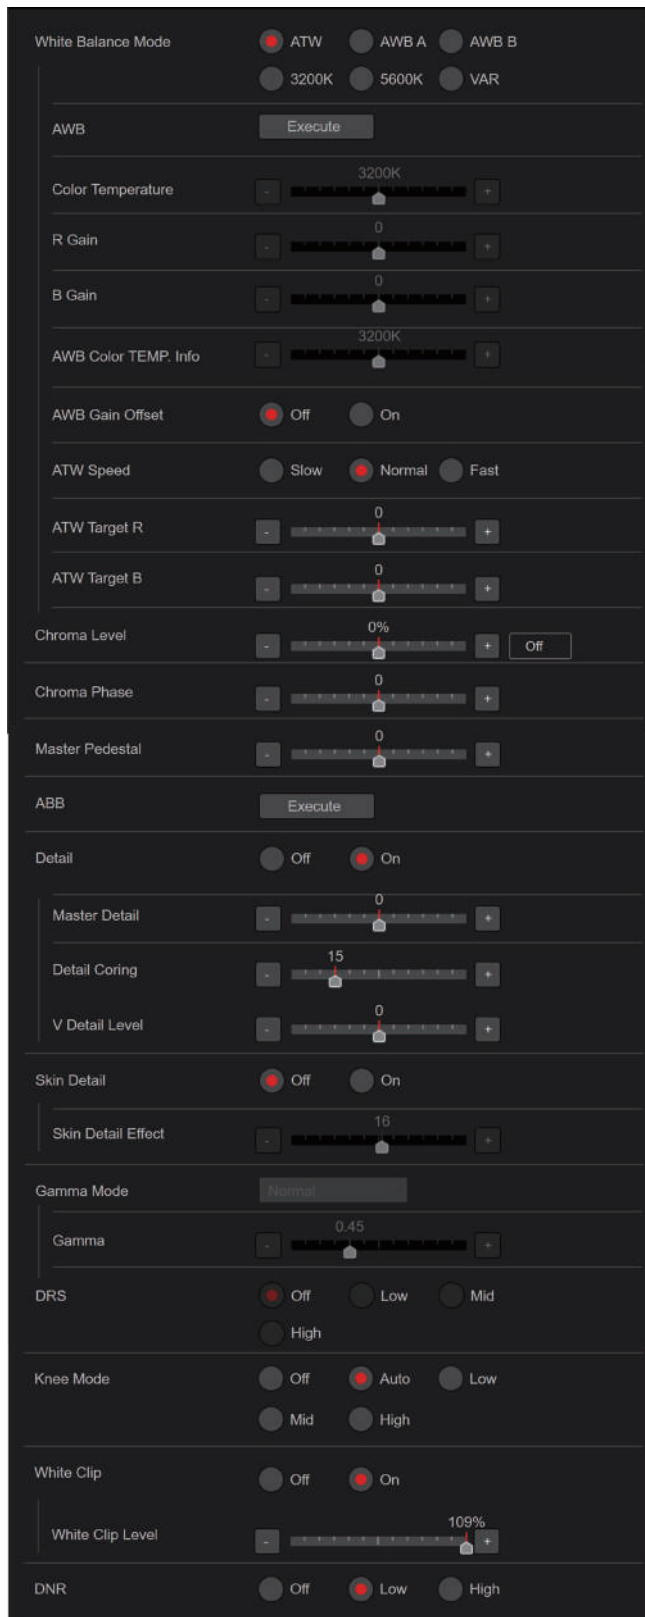 White Balance Mode ATW AWB A AWB B
3200K 5600K VAR
AWB Execute
3200K
Color Temperature - +
0
R Gain - +
0
B Gain - +
3200K
AWB Color TEMP. Info - +
AWB Gain Offset Off On
ATW Speed Slow Normal Fast
0
ATW Target R - +
0
ATW Target B - +
0%
Chroma Level - + Off
0
Chroma Phase - +
0
Master Pedestal - +
ABB Execute
Detail Off On
0
Master Detail - +
15
Detail Coring - +
0
V Detail Level - +
Skin Detail Off On
16
Skin Detail Effect - +
Gamma Mode Normal
0.45
Gamma - +
DRS Off Low Mid
High
Knee Mode Off Auto Low
Mid High
White Clip Off On
109%
White Clip Level - +
DNR Off Low High